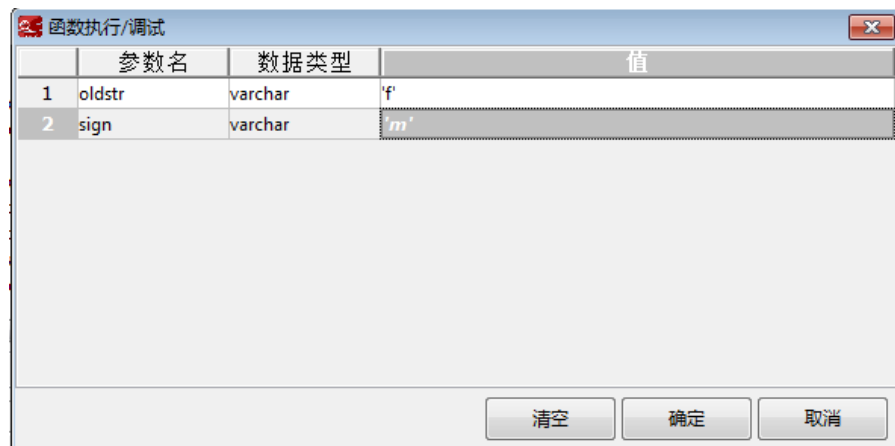 函数执行/调试
参数名 数据类型 值
1 oldstr varchar 'f'
2 sign varchar 'm'
清空 确定 取消